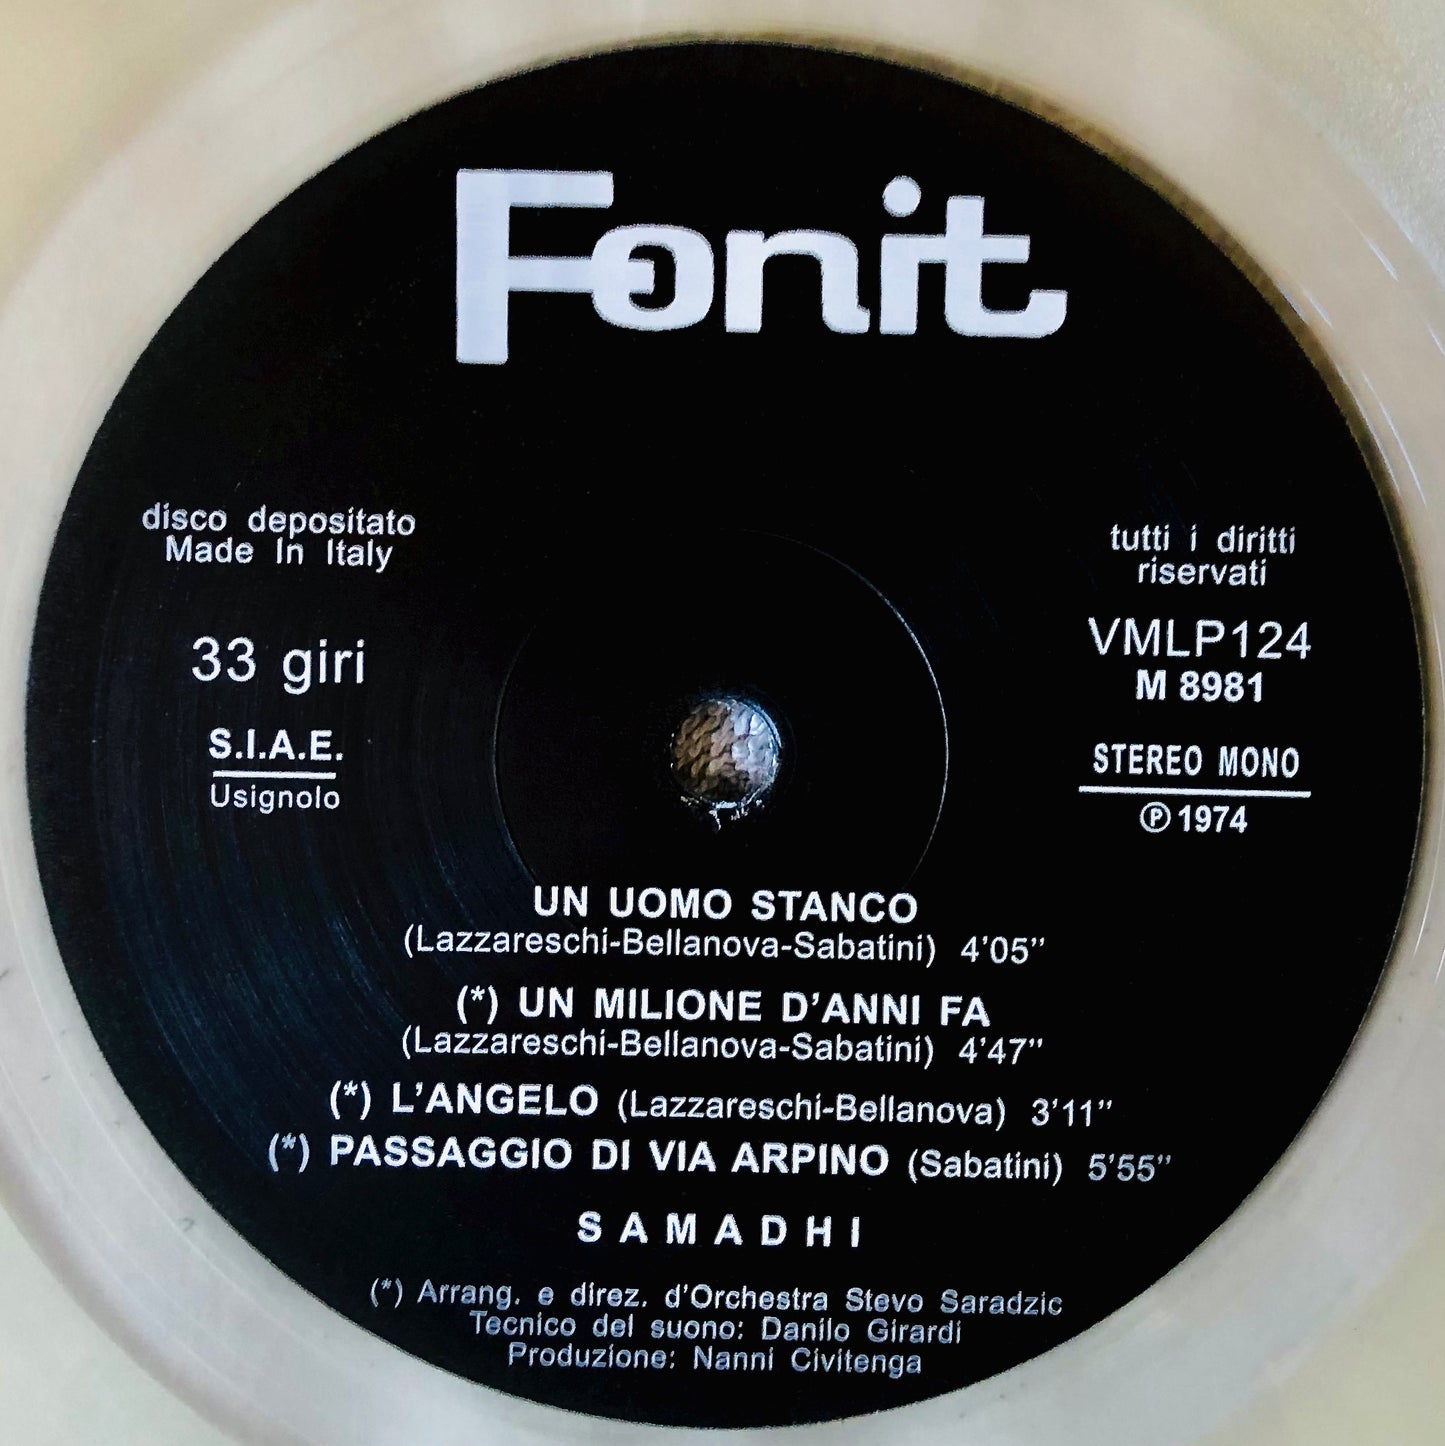 Fonit
disco depositato
Made In Italy
33 giri
S.I.A.E.
Usignolo
tutti i diritti
riservati
VMLP124
M 8981
STEREO MONO
℗ 1974
UN UOMO STANCO
(Lazzareschi-Bellanova-Sabatini) 4'05"
(*) UN MILIONE D'ANNI FA
(Lazzareschi-Bellanova-Sabatini) 4'47"
(*) L'ANGELO (Lazzareschi-Bellanova) 3'11"
(*) PASSAGGIO DI VIA ARPINO (Sabatini) 5'55"
SAMADHI
(*) Arrang. e direz. d'Orchestra Stevo Saradzic
Tecnico del suono: Danilo Girardi
Produzione: Nanni Civitenga